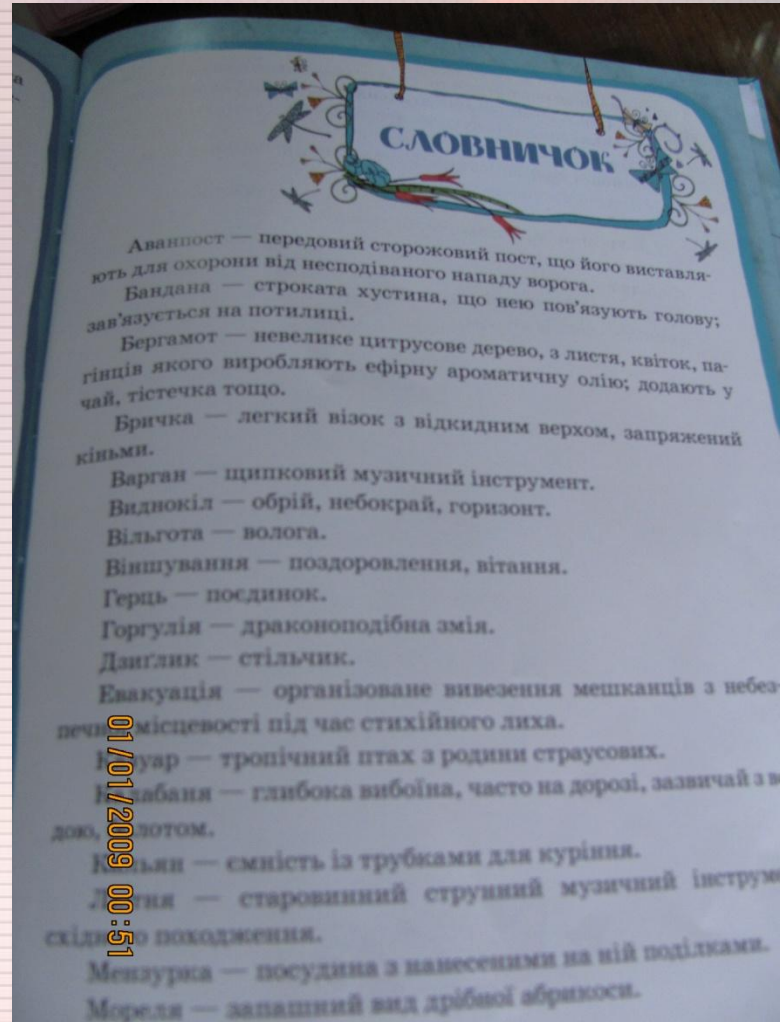 СЛОВНИЧОК
Аванпост — передовий сторожовий пост, що його виставля-
ють для охорони від несподіваного нападу ворога.
Бандана — строката хустина, що нею пов'язують голову;
зав'язується на потилиці.
Бергамот — невелике цитрусове дерево, з листя, квіток, па-
гінців якого виробляють ефірну ароматичну олію; додають у
чай, тістечка тощо.
Бричка — легкий візок з відкидним верхом, запряжений
кіньми.
Варган — щипковий музичний інструмент.
Виднокіл — обрій, небокрай, горизонт.
Вільгота — волога.
Віншування — поздоровлення, вітання.
Герць — поєдинок.
Горгулія — драконоподібна змія.
Дзиґлик — стільчик.
Евакуація — організоване вивезення мешканців з небез-
місцевості під час стихійного лиха.
— тропічний птах з родини страусових.
— глибока вибоїна, часто на дорозі, зазвичай з
дою,
— ємність із трубками для куріння.
— старовинний струнний музичний
походження.
Мензурка — посудина з нанесеними на ній поділками.
Мореля — запашний вид дрібної абрикоси.
01/01/2009 00:51